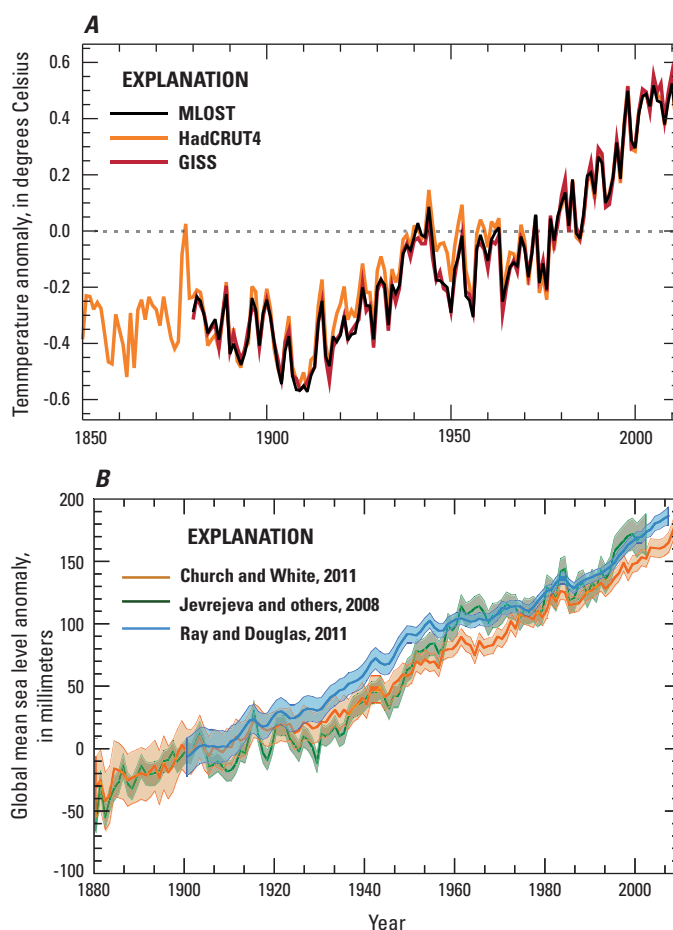 A
Temmperature anomaly, in degrees Celsius
0.6
0.4
0.2
0.0
-0.2
-0.4
-0.6
EXPLANATION
MLOST
HadCRUT4
GISS
1850
1900
1950
2000
B
Global mean sea level anomaly,
in millimeters
200
150
100
50
0
-50
-100
EXPLANATION
Church and White, 2011
Jevrejeva and others, 2008
Ray and Douglas, 2011
1880
1900
1920
1940
1960
1980
2000
Year